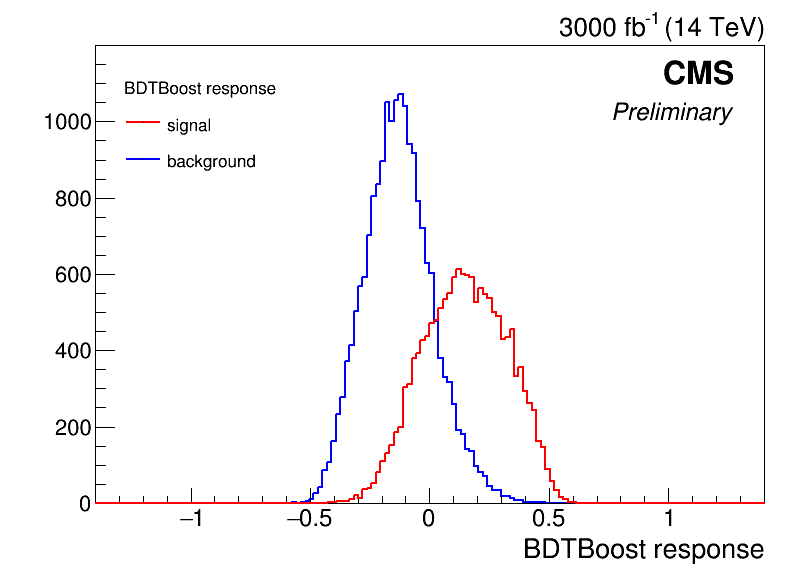 3000 fb-1 (14 TeV)
CMS
Preliminary
BDTBoost response
signal
background
1000
800
600
400
200
0
−1
−0.5
0
0.5
1
BDTBoost response